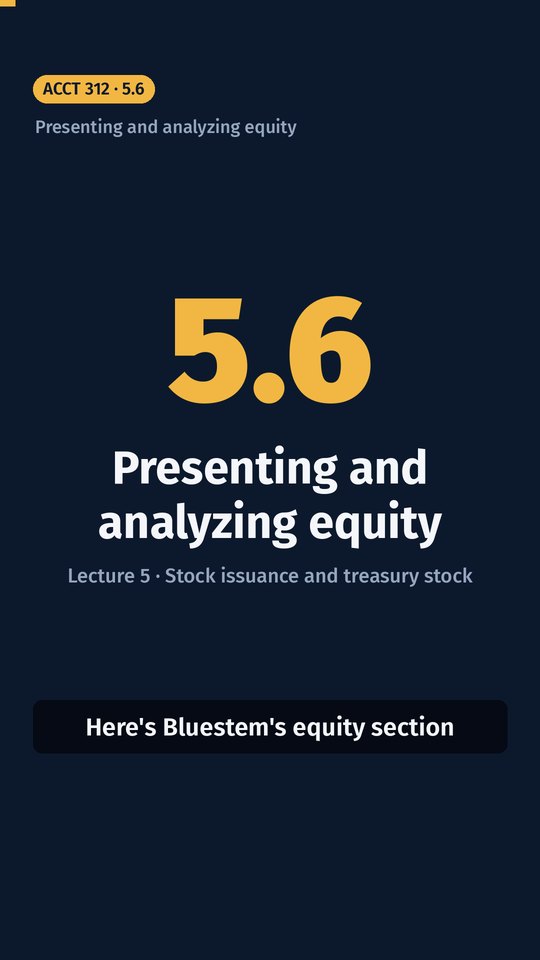 ACCT 312 · 5.6
Presenting and analyzing equity
5.6
Presenting and
analyzing equity
Lecture 5 · Stock issuance and treasury stock
Here's Bluestem's equity section